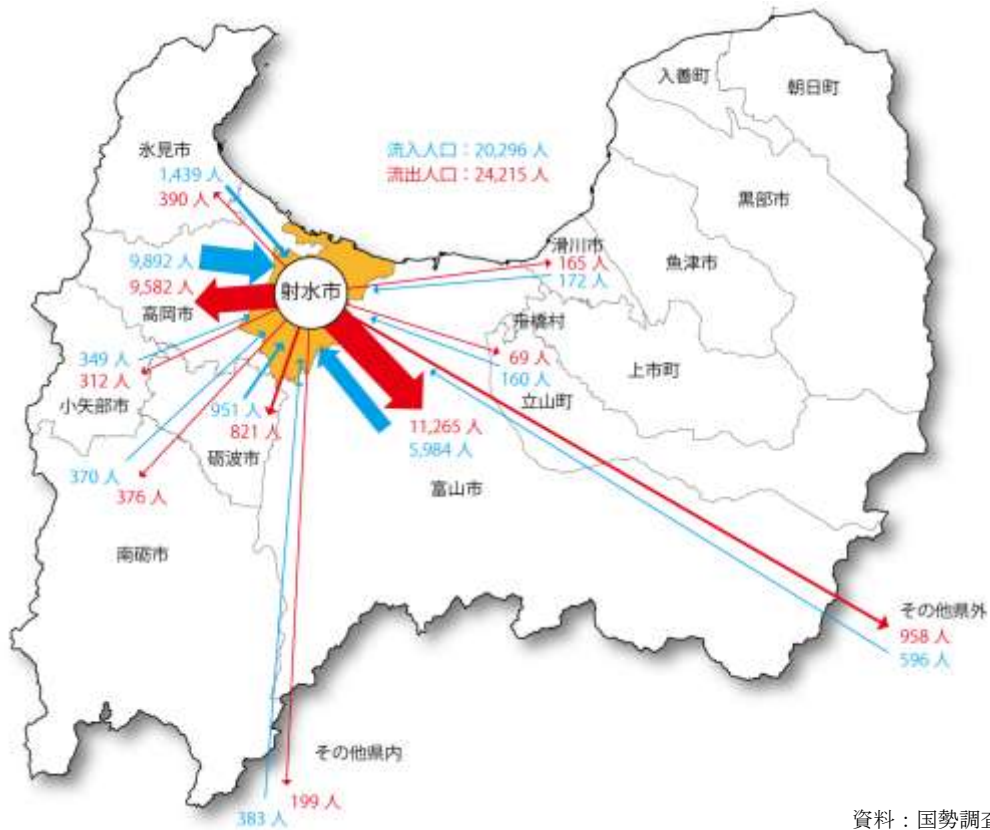 入善町
朝日町
氷見市
1,439 人
390 人
流入人口：20,296 人
流出人口：24,215 人
黒部市
滑川市
165 人
172 人
魚津市
9,892 人
9,582 人
高岡市
射水市
舟橋村
69 人
160 人
上市町
立山町
349 人
312 人
小矢部市
951 人
821 人
11,265 人
5,984 人
砺波市
370 人
376 人
富山市
南砺市
その他県外
958 人
596 人
その他県内
199 人
383 人
資料：国勢調査